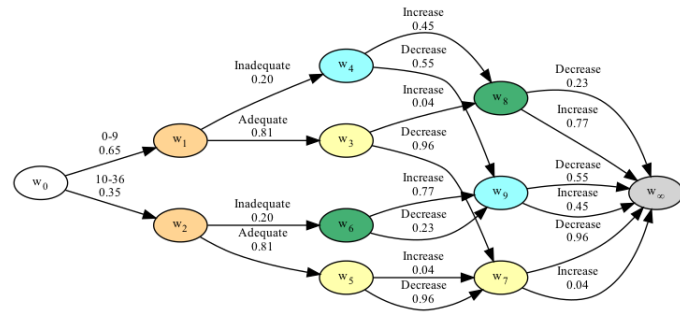 Increase
0.45
Decrease
0.55
Inadequate
0.20
w4
Increase
0.04
Decrease
0.23
w8
Increase
0.77
Adequate
0.81
0-9
0.65
w1
w3
Decrease
0.96
w0
10-36
0.35
Increase
0.77
Decrease
0.55
w9
Increase
0.45
w∞
Inadequate
0.20
w2
w6
Decrease
0.23
Decrease
0.96
Adequate
0.81
Increase
0.04
w5
w7
Increase
0.04
Decrease
0.96